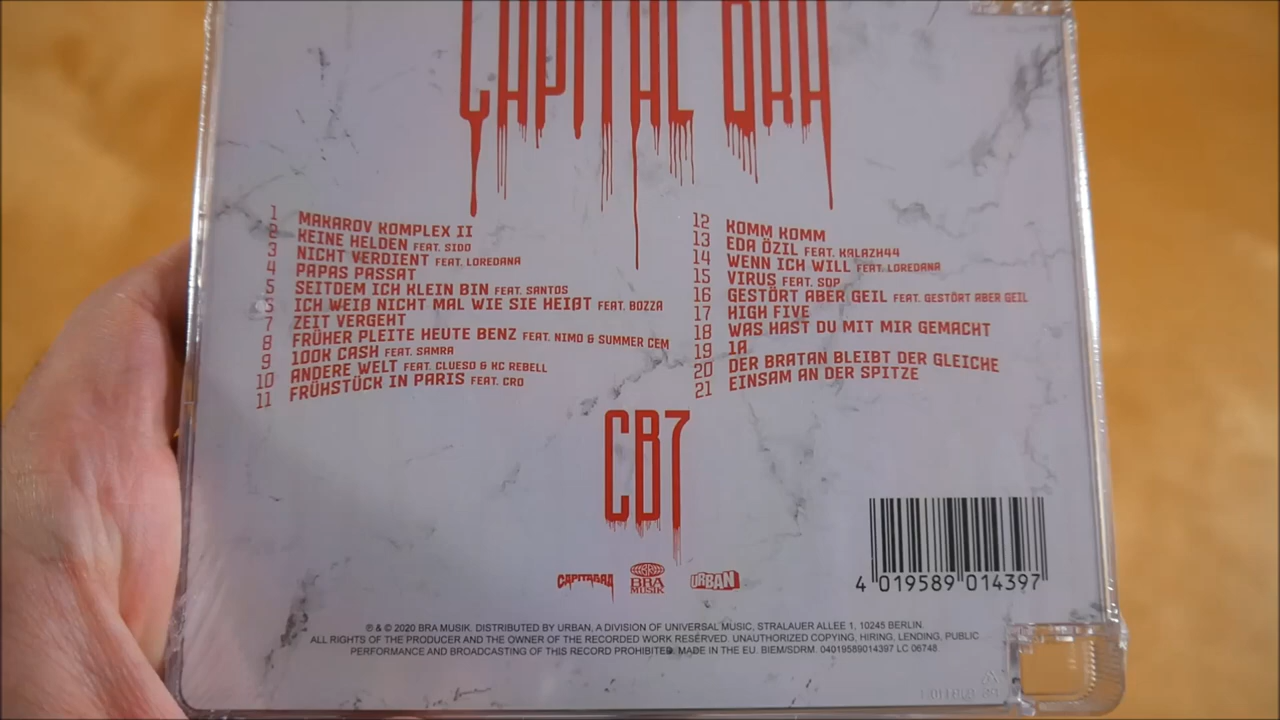 CAPITAL BRA
1 MAKAROV KOMPLEX II
2 KEINE HELDEN FEAT. SIDO
3 NICHT VERDIENT FEAT. LOREDANA
4 PAPAS PASSAT
5 SEITDEM ICH KLEIN BIN FEAT. SANTOS
6 ICH WEIß NICHT MAL WIE SIE HEIßT FEAT. BOZZA
7 ZEIT VERGEHT
8 FRÜHER PLEITE HEUTE BENZ FEAT. NIMO & SUMMER CEM
9 100K CASH FEAT. SAMRA
10 ANDERE WELT FEAT. CLUESO & KC REBELL
11 FRÜHSTÜCK IN PARIS FEAT. CRO
12 KOMM KOMM
13 EDA ÖZIL FEAT. KALAZH44
14 WENN ICH WILL FEAT. LOREDANA
15 VIRUS FEAT. SDP
16 GESTÖRT ABER GEIL FEAT. GESTÖRT ABER GEIL
17 HIGH FIVE
18 WAS HAST DU MIT MIR GEMACHT
19 1A
20 DER BRATAN BLEIBT DER GLEICHE
21 EINSAM AN DER SPITZE
CB7
CAPITAL BRA
BRA MUSIK
URBAN
4 019589 014397
℗ & © 2020 BRA MUSIK. DISTRIBUTED BY URBAN, A DIVISION OF UNIVERSAL MUSIC, STRALAUER ALLEE 1, 10245 BERLIN.
ALL RIGHTS OF THE PRODUCER AND THE OWNER OF THE RECORDED WORK RESERVED. UNAUTHORIZED COPYING, HIRING, LENDING, PUBLIC
PERFORMANCE AND BROADCASTING OF THIS RECORD PROHIBITED. MADE IN THE EU. BIEM/SDRM. 04019589014397 LC 06748